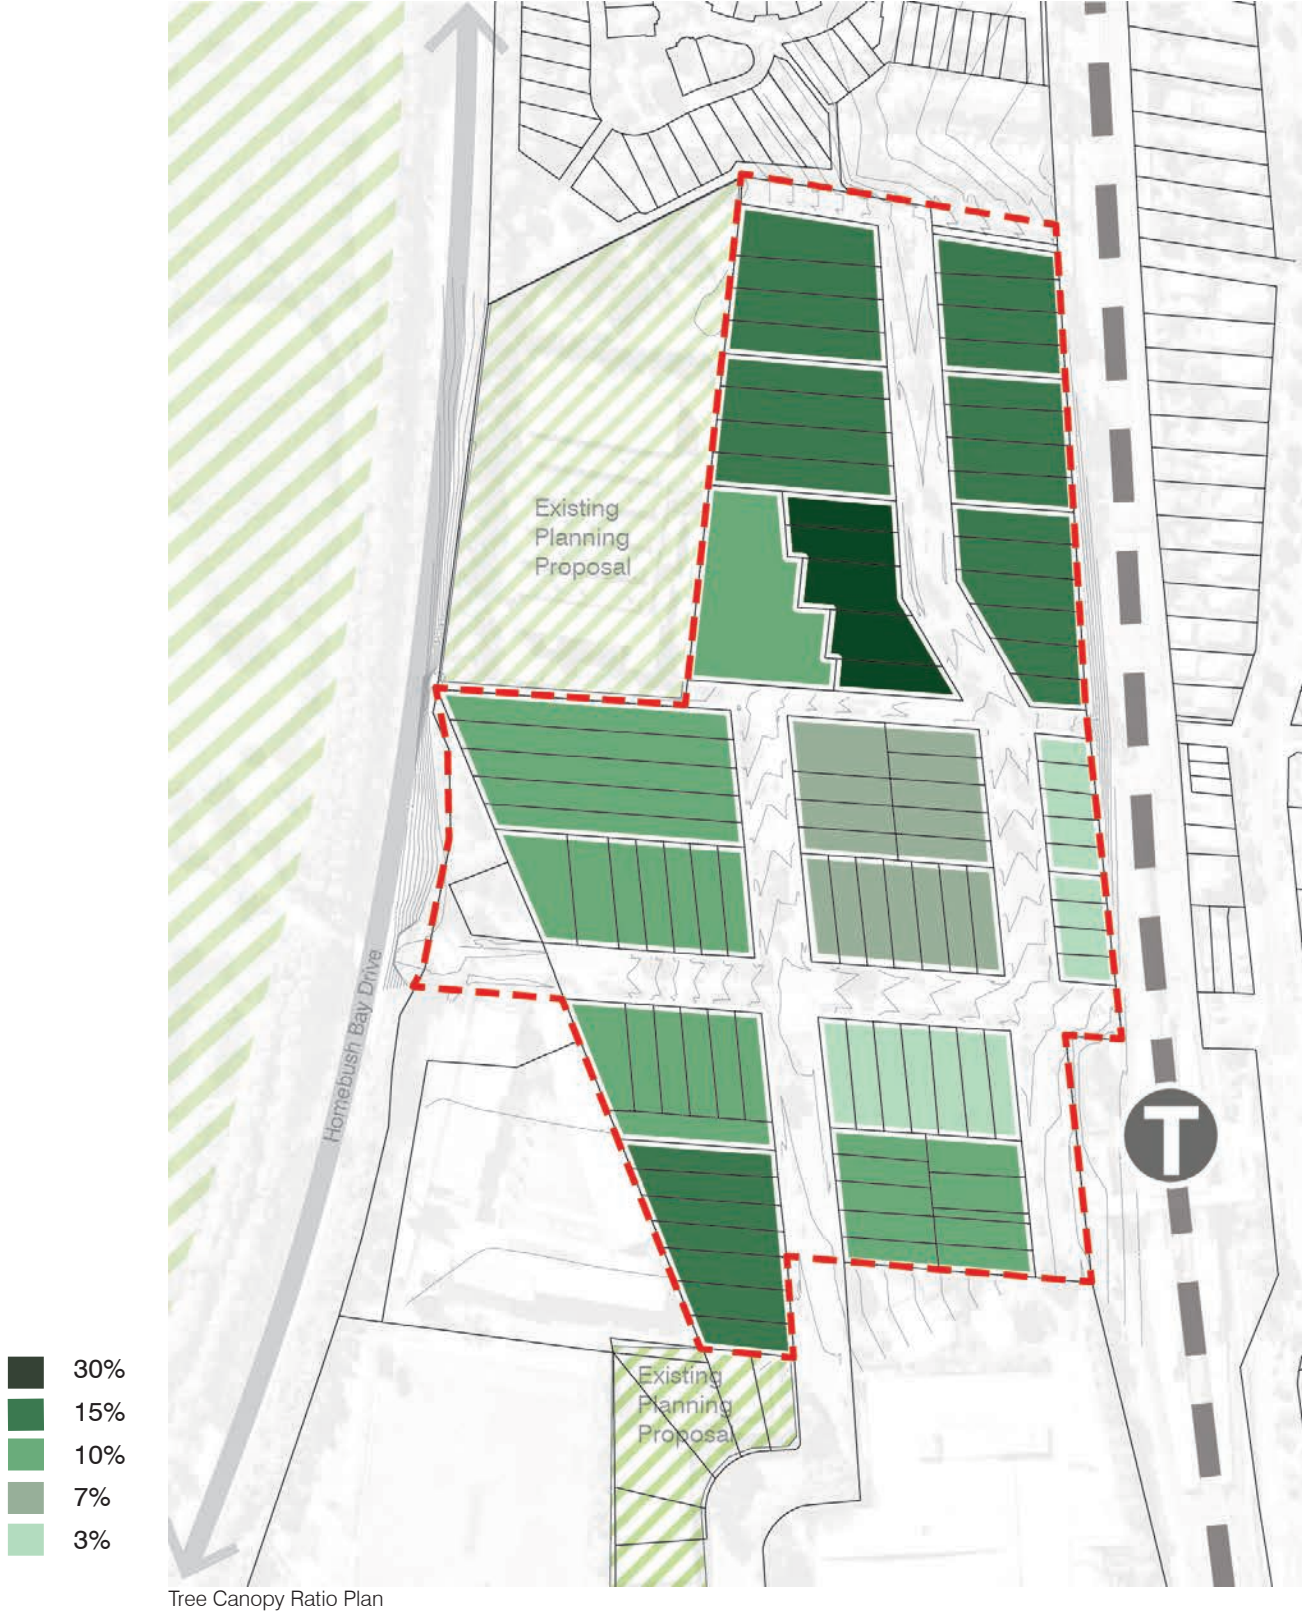 Existing
Planning
Proposal
Homebush Bay Drive
T
Existing
Planning
Proposal
30%
15%
10%
7%
3%
Tree Canopy Ratio Plan